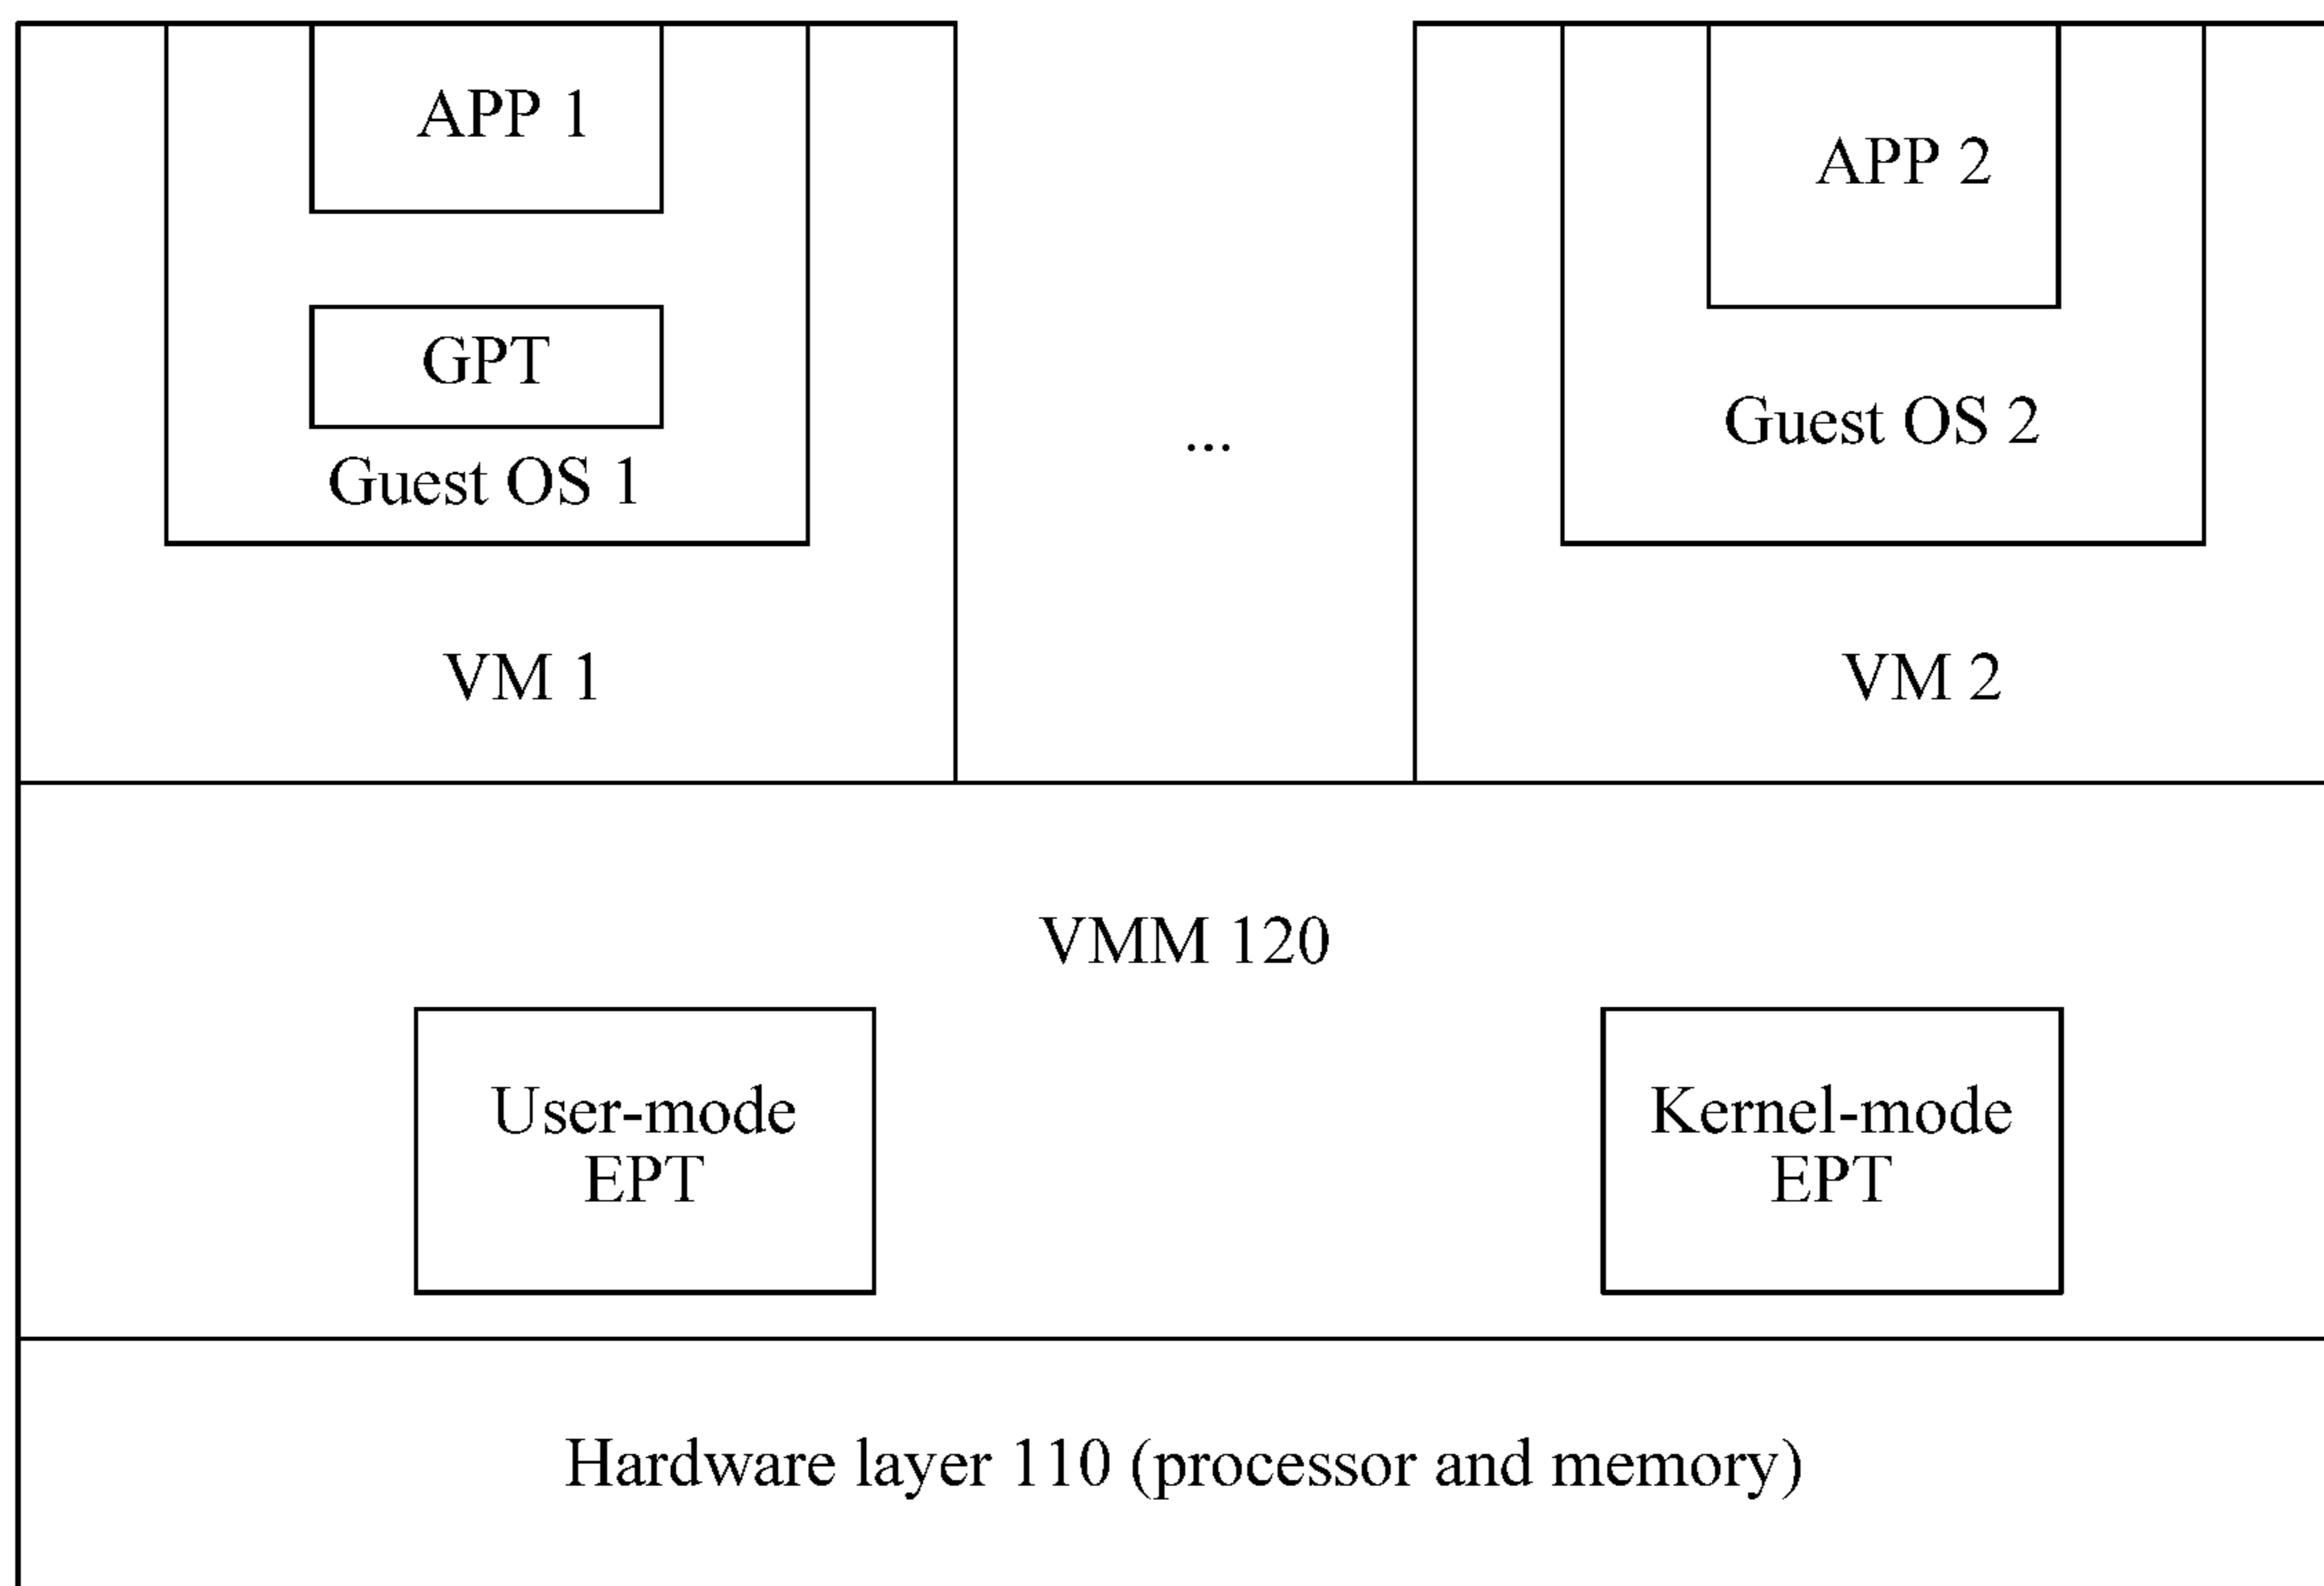 APP 1
GPT
Guest OS 1
VM 1
...
APP 2
Guest OS 2
VM 2
VMM 120
User-mode
EPT
Kernel-mode
EPT
Hardware layer 110 (processor and memory)